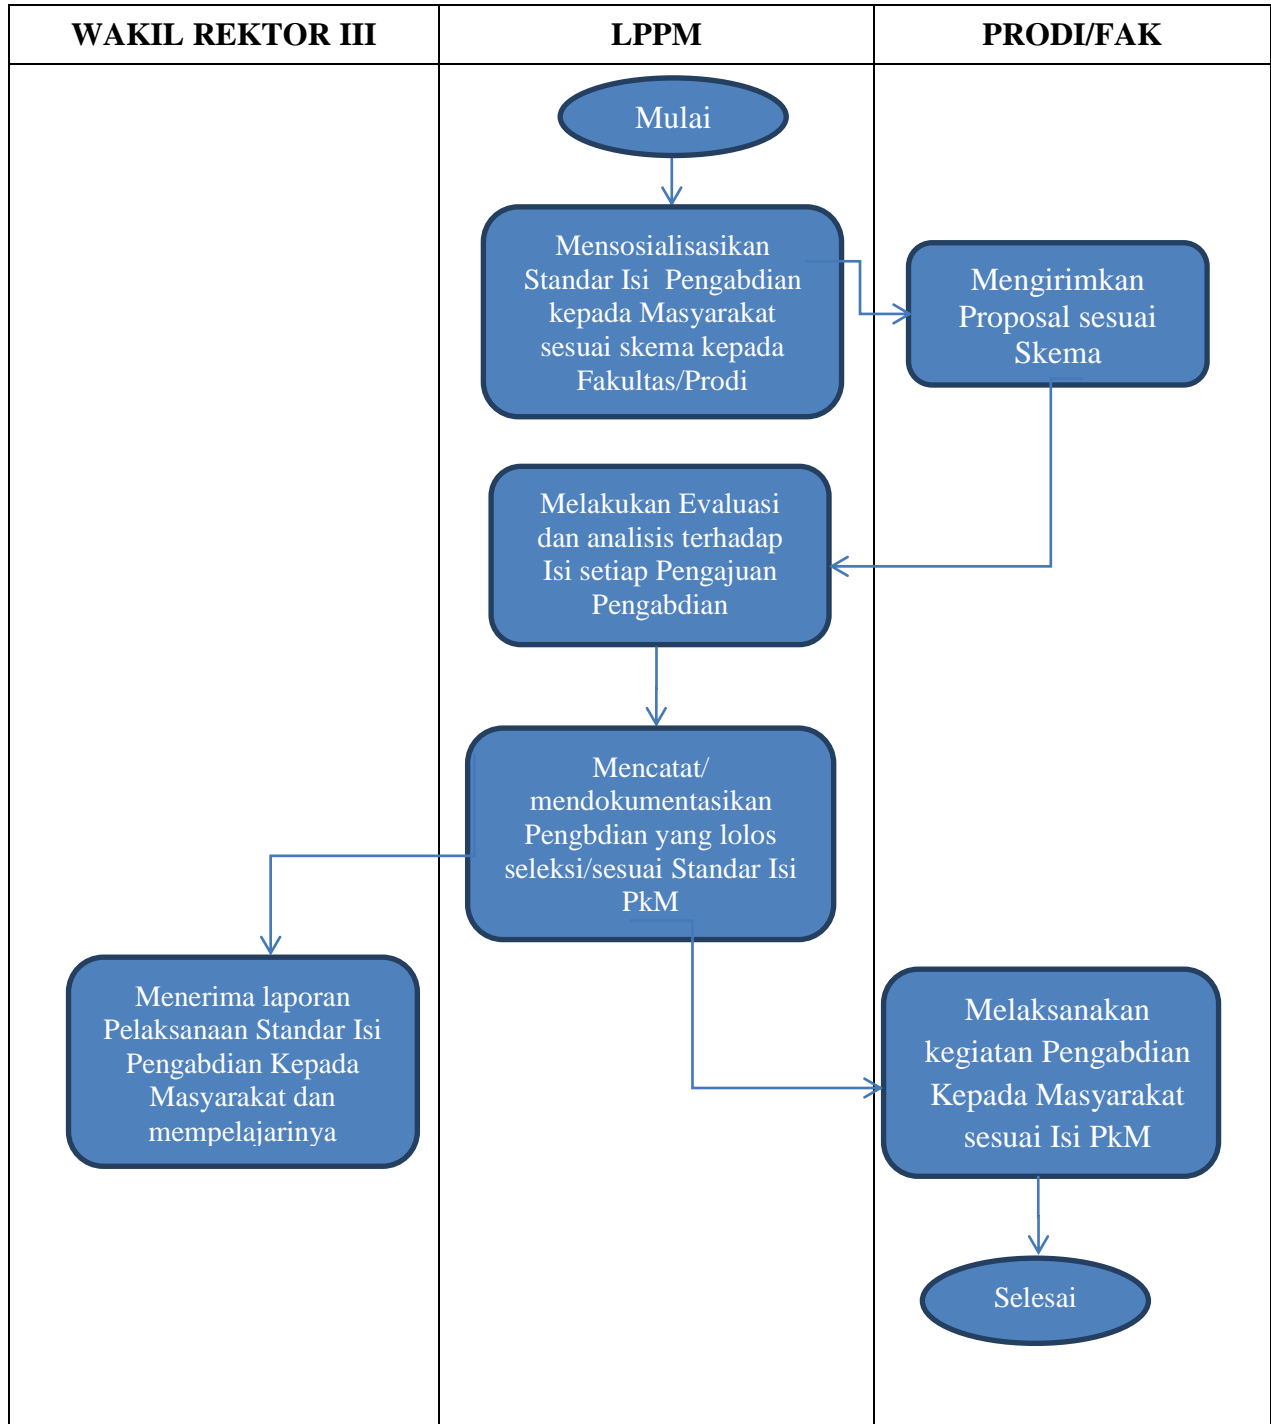 WAKIL REKTOR III
LPPM
PRODI/FAK
Mulai
Mensosialisasikan
Standar Isi  Pengabdian
kepada Masyarakat
sesuai skema kepada
Fakultas/Prodi
Mengirimkan
Proposal sesuai
Skema
Melakukan Evaluasi
dan analisis terhadap
Isi setiap Pengajuan
Pengabdian
Mencatat/
mendokumentasikan
Pengbdian yang lolos
seleksi/sesuai Standar Isi
PkM
Menerima laporan
Pelaksanaan Standar Isi
Pengabdian Kepada
Masyarakat dan
mempelajarinya
Melaksanakan
kegiatan Pengabdian
Kepada Masyarakat
sesuai Isi PkM
Selesai